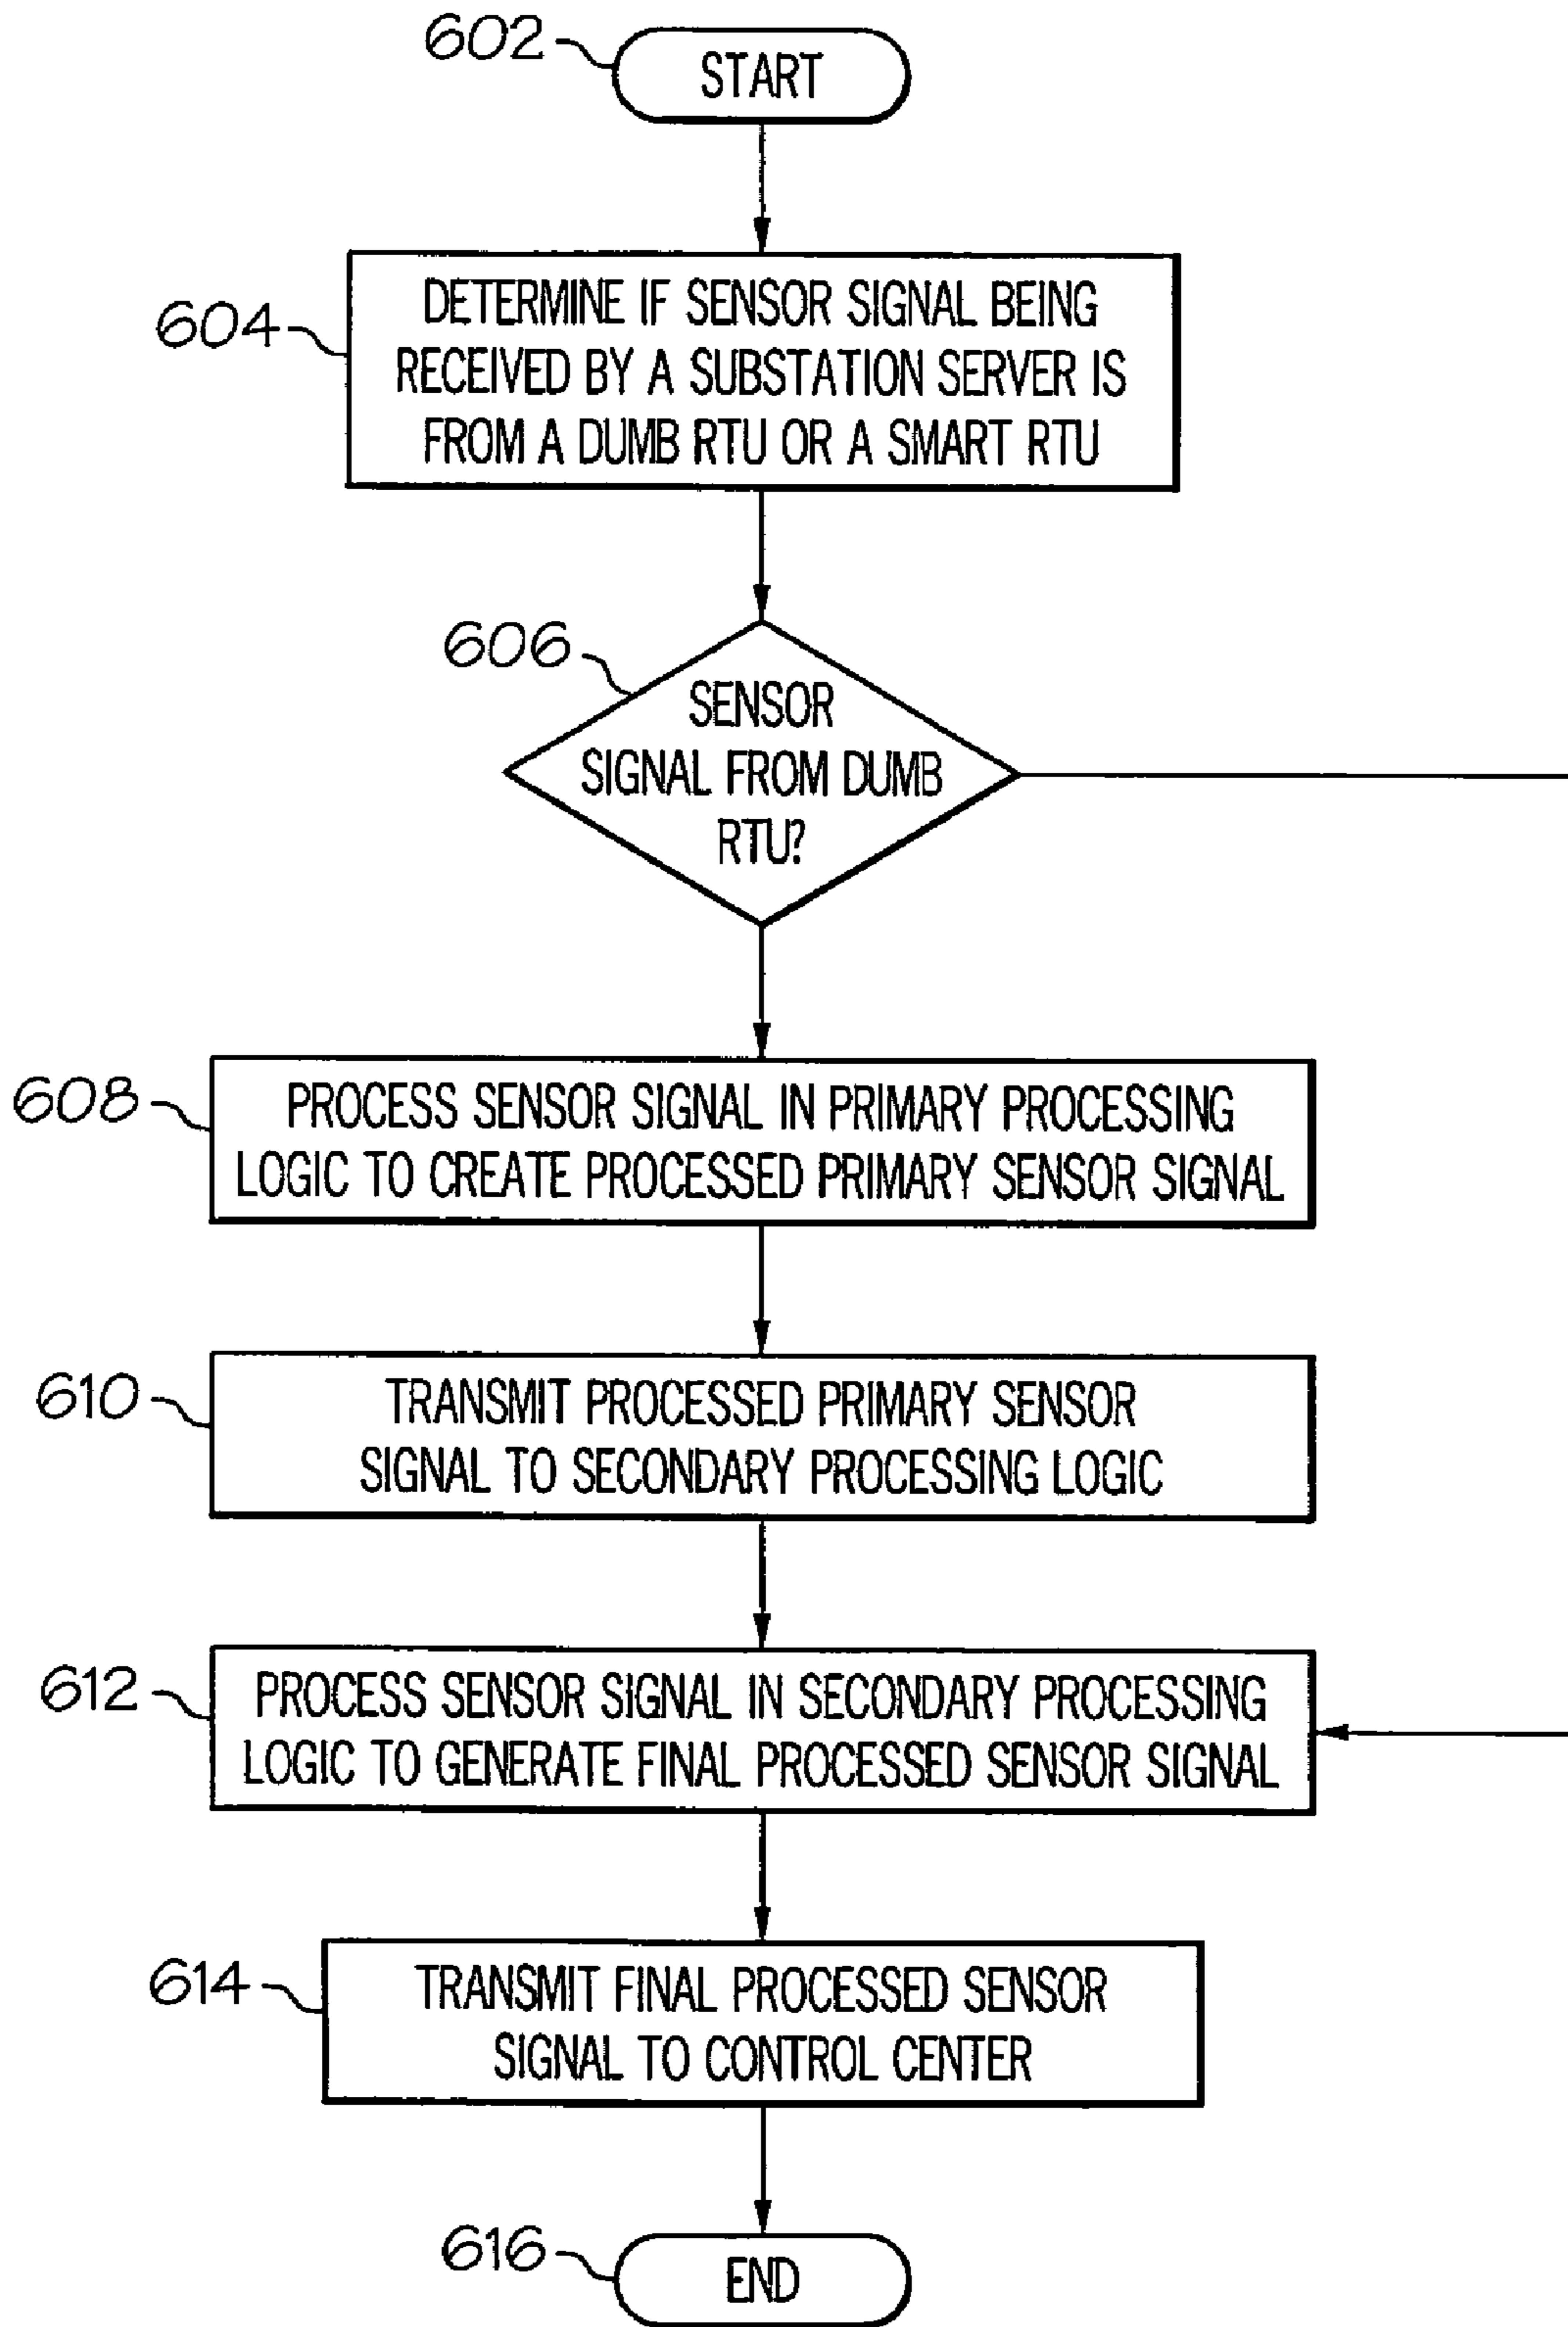 602
START
604
DETERMINE IF SENSOR SIGNAL BEING
RECEIVED BY A SUBSTATION SERVER IS
FROM A DUMB RTU OR A SMART RTU
606
SENSOR
SIGNAL FROM DUMB
RTU?
608
PROCESS SENSOR SIGNAL IN PRIMARY PROCESSING
LOGIC TO CREATE PROCESSED PRIMARY SENSOR SIGNAL
610
TRANSMIT PROCESSED PRIMARY SENSOR
SIGNAL TO SECONDARY PROCESSING LOGIC
612
PROCESS SENSOR SIGNAL IN SECONDARY PROCESSING
LOGIC TO GENERATE FINAL PROCESSED SENSOR SIGNAL
614
TRANSMIT FINAL PROCESSED SENSOR
SIGNAL TO CONTROL CENTER
616
END